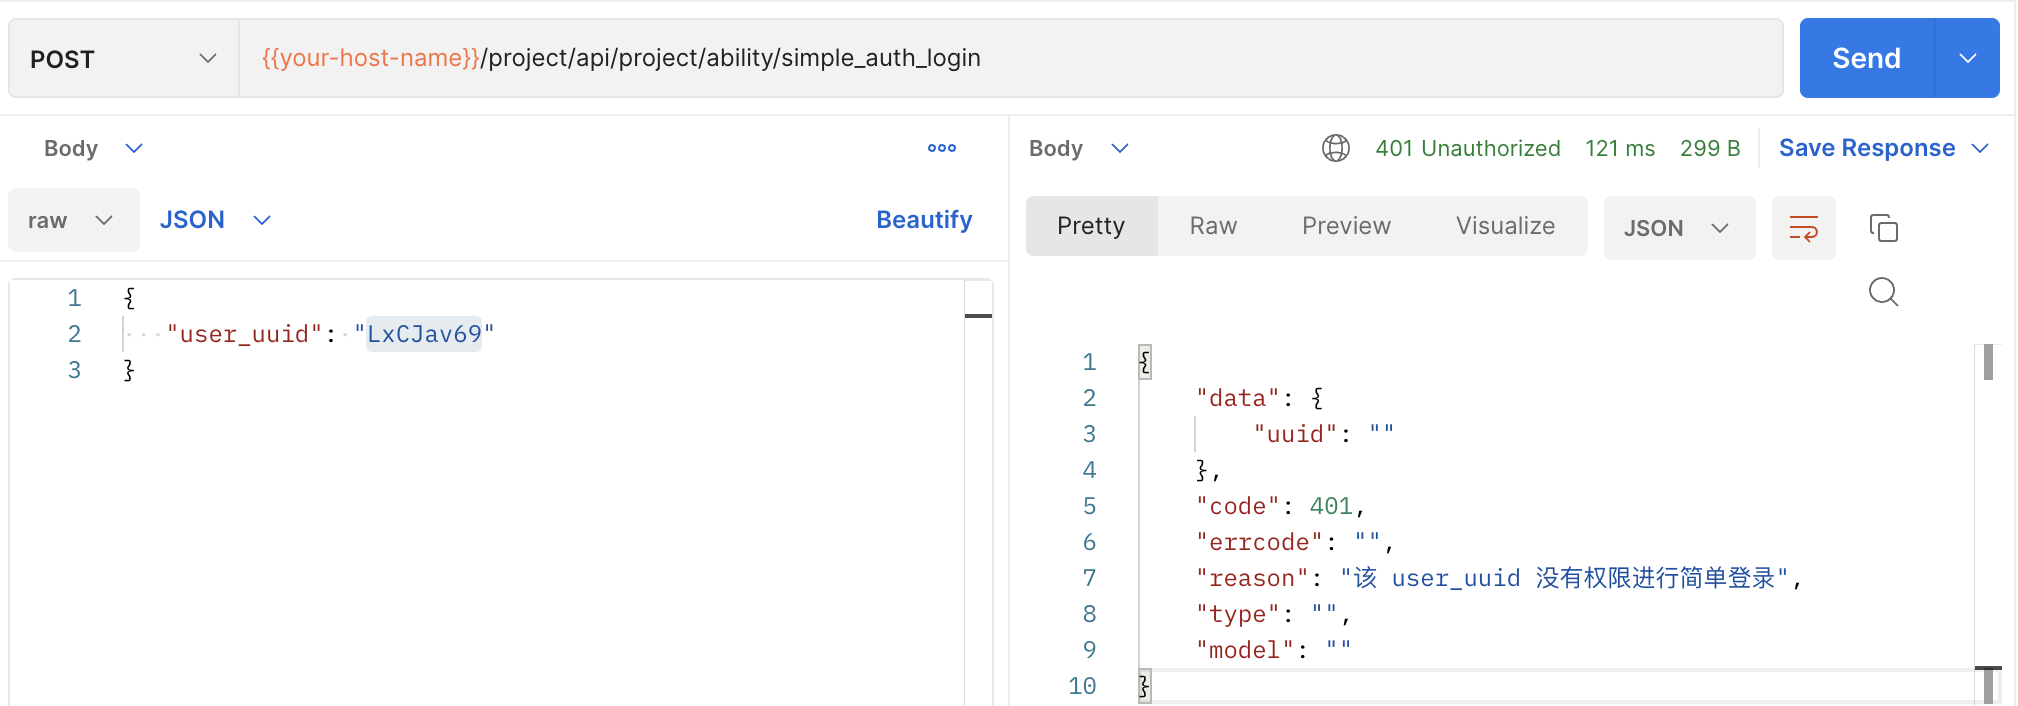 POST {{your-host-name}}/project/api/project/ability/simple_auth_login Send
Body
Body 401 Unauthorized 121 ms 299 B Save Response
raw JSON Beautify
Pretty Raw Preview Visualize JSON
1 {
2 "user_uuid": "LxCJav69"
3 }
1 {
2 "data": {
3 "uuid": ""
4 },
5 "code": 401,
6 "errcode": "",
7 "reason": "该 user_uuid 没有权限进行简单登录",
8 "type": "",
9 "model": ""
10 }